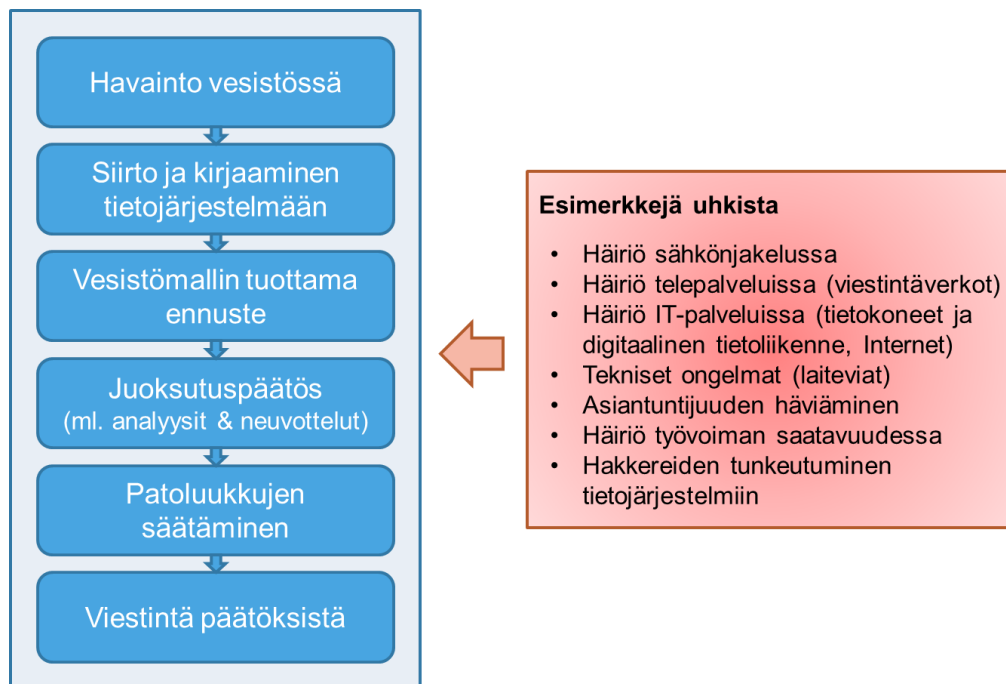 Havainto vesistössä
Siirto ja kirjaaminen
tietojärjestelmään
Vesistömallin tuottama
ennuste
Juoksutuspäätös
(ml. analyysit & neuvottelut)
Patoluukkujen
säätäminen
Viestintä päätöksistä
Esimerkkejä uhkista
• Häiriö sähkönjakelussa
• Häiriö telepalveluissa (viestintäverkot)
• Häiriö IT-palveluissa (tietokoneet ja
digitaalinen tietoliikenne, Internet)
• Tekniset ongelmat (laiteviat)
• Asiantuntijuuden häviäminen
• Häiriö työvoiman saatavuudessa
• Hakkereiden tunkeutuminen
tietojärjestelmiin